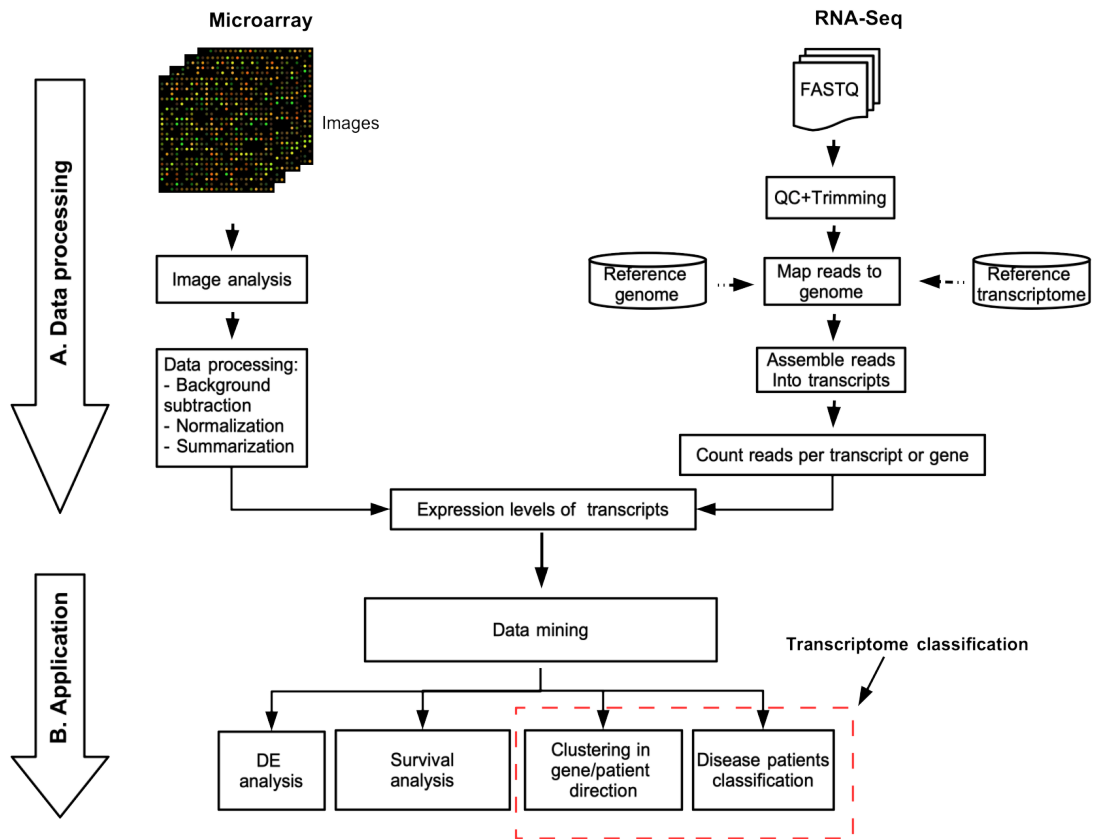 Microarray
RNA-Seq
FASTQ
Images
A. Data processing
QC+Trimming
Image analysis
Reference
genome
Map reads to
genome
Reference
transcriptome
Data processing:
- Background
subtraction
- Normalization
- Summarization
Assemble reads
Into transcripts
Count reads per transcript or gene
Expression levels of transcripts
B. Application
Data mining
Transcriptome classification
DE
analysis
Survival
analysis
Clustering in
gene/patient
direction
Disease patients
classification